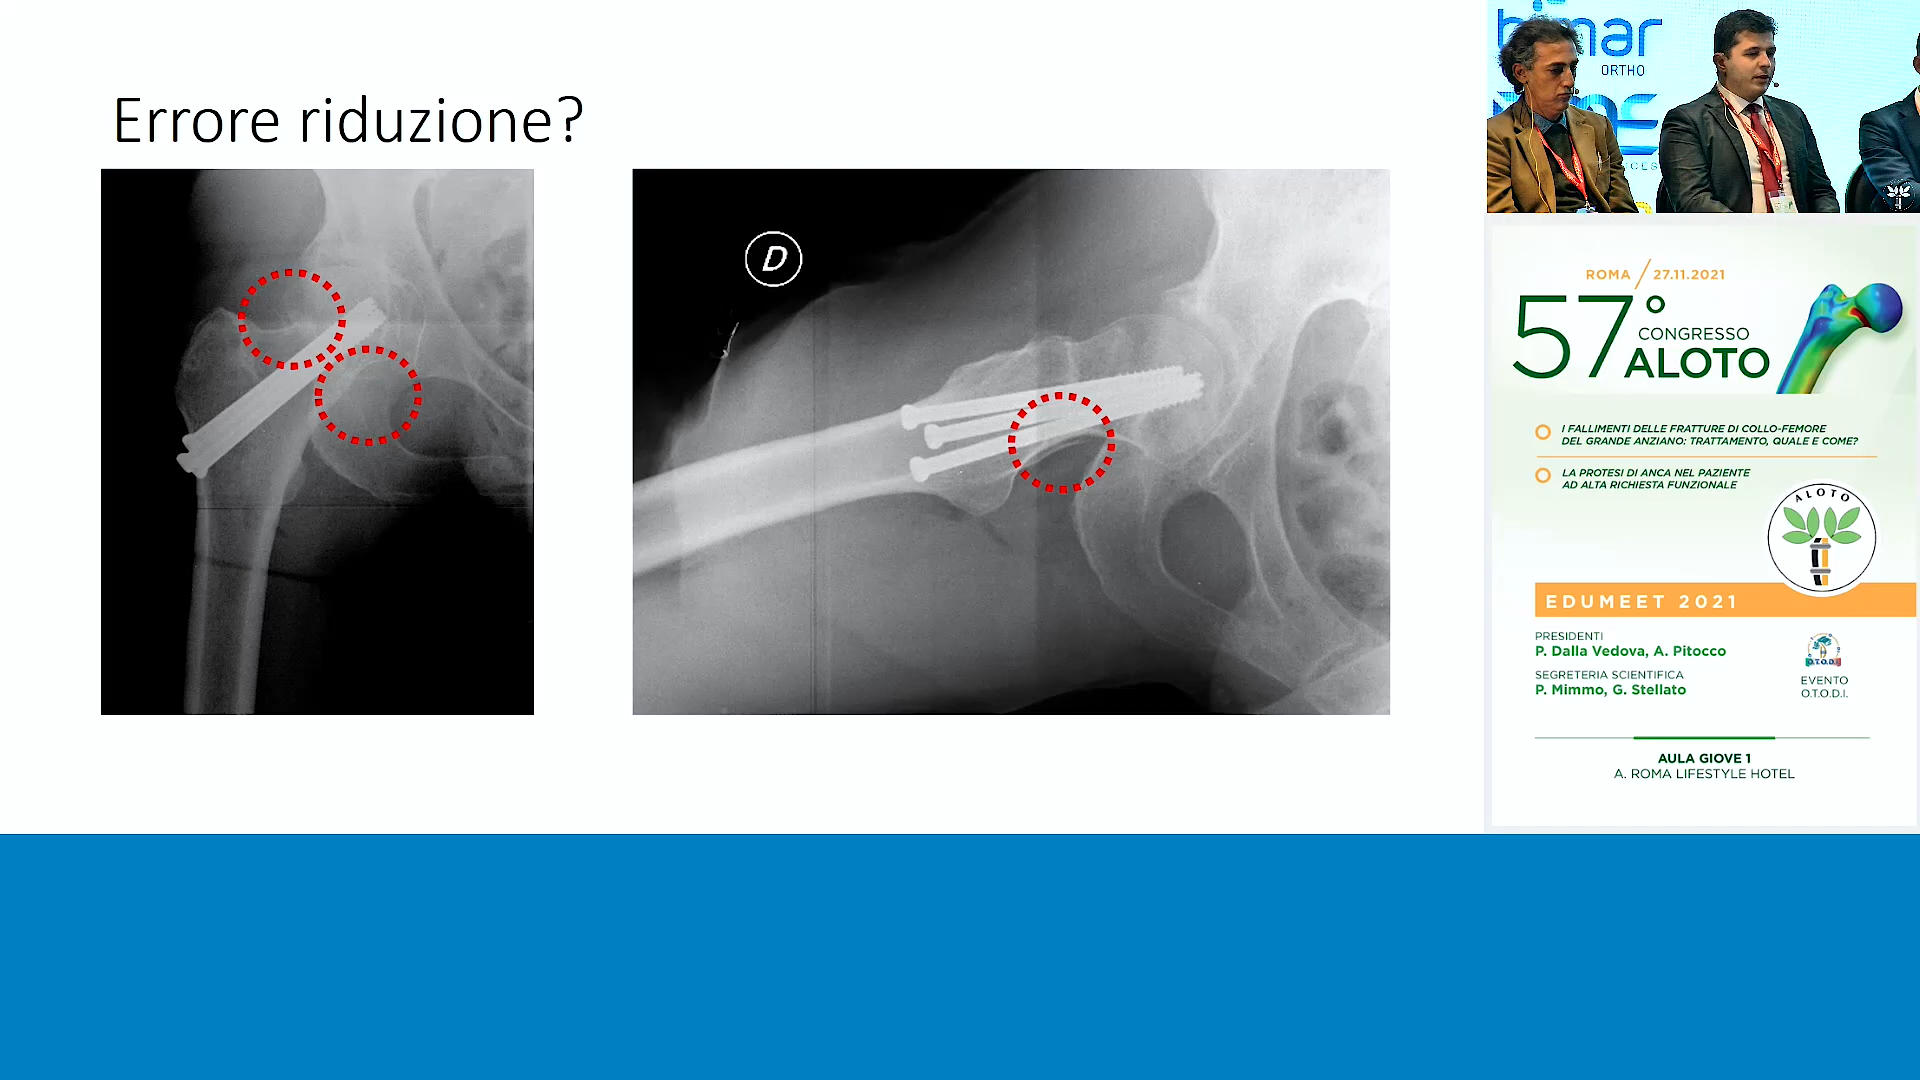 Errore riduzione?
D
bimar
ORTHO
ROMA / 27.11.2021
57°
CONGRESSO
ALOTO
I FALLIMENTI DELLE FRATTURE DI COLLO-FEMORE
DEL GRANDE ANZIANO: TRATTAMENTO, QUALE E COME?
LA PROTESI DI ANCA NEL PAZIENTE
AD ALTA RICHIESTA FUNZIONALE
ALOTO
EDUMEET 2021
PRESIDENTI
P. Dalla Vedova, A. Pitocco
SEGRETERIA SCIENTIFICA
P. Mimmo, G. Stellato
O.T.O.D.I.
EVENTO
O.T.O.D.I.
AULA GIOVE 1
A. ROMA LIFESTYLE HOTEL